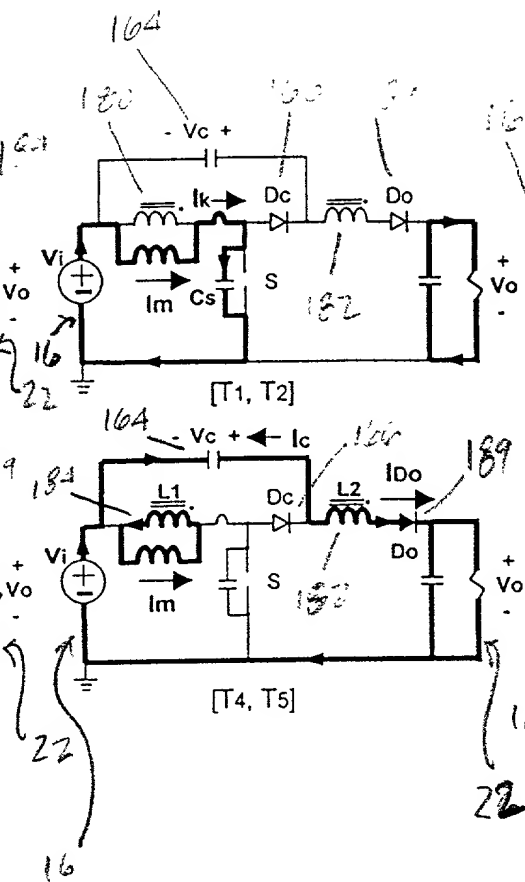 164
180
- Vc +
Ik
Dc
Do
Vi
+
-
Im
Cs
S
182
+
Vo
-
+
Vo
-
16
22
[T1, T2]
164
- Vc +
Ic
166
IDo
189
184
L1
Dc
L2
Do
Vi
+
-
Im
S
182
+
Vo
-
+
Vo
-
[T4, T5]
22
22
16